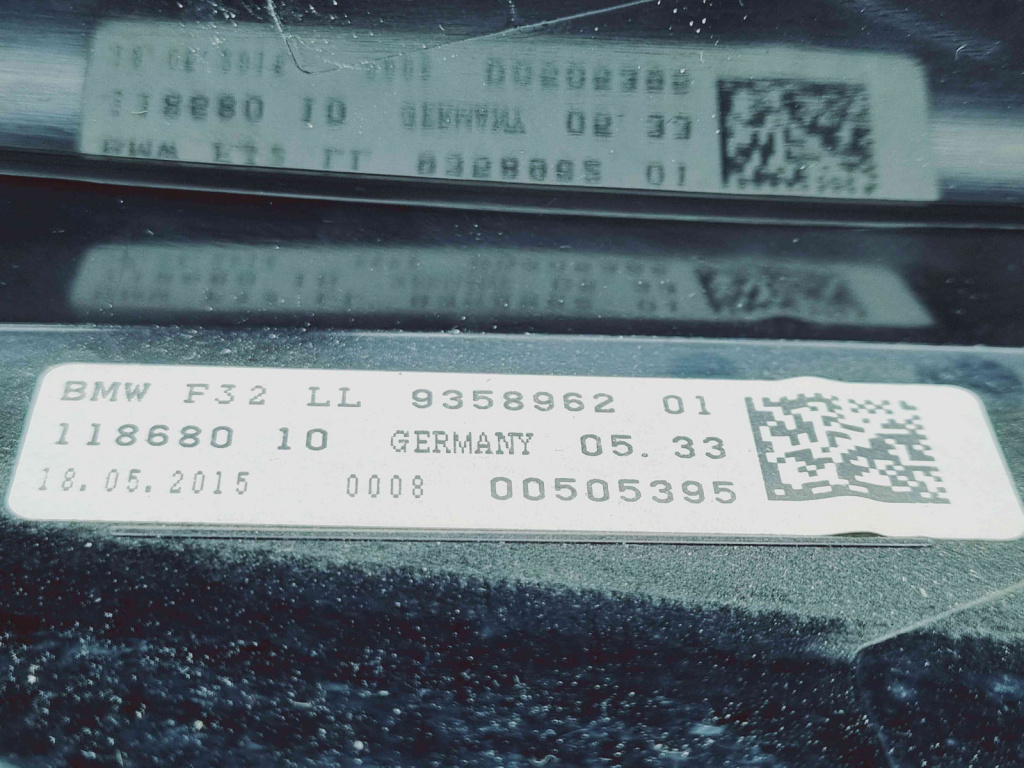 BMW F32 LL 9358962 01
118680 10 GERMANY 05.33
18.05.2015 0008 00505395